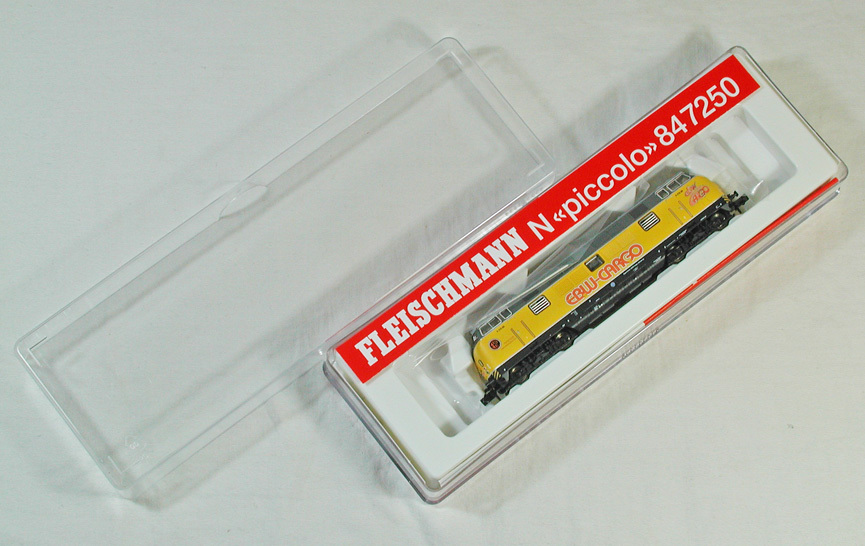 FLEISCHMANN N «piccolo» 847250
EBW-CARGO